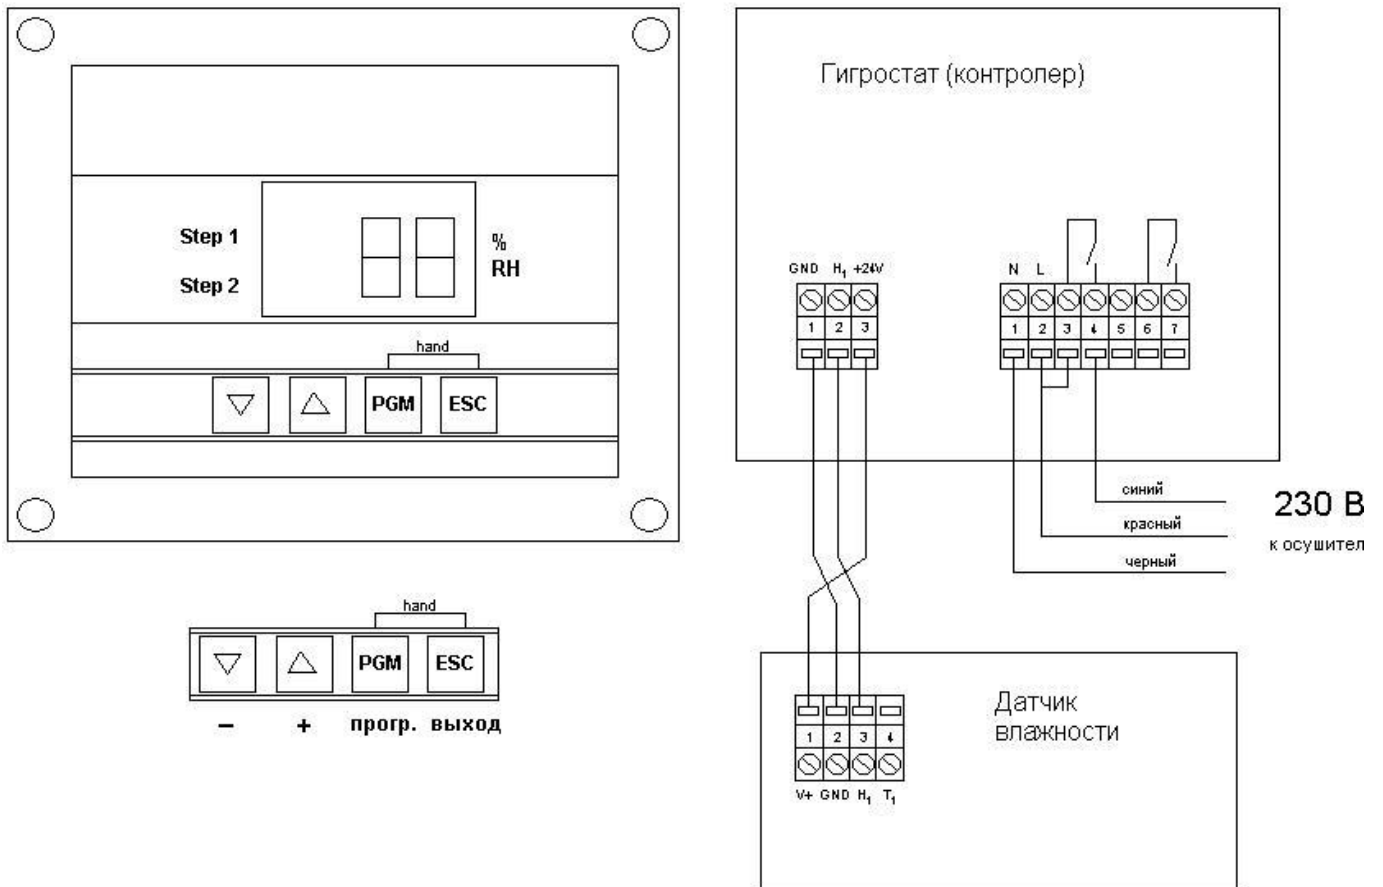 Step 1
Step 2
%
RH
hand
PGM
ESC
hand
PGM
ESC
–
+
прогр.
выход
Гигростат (контролер)
GND H1 +24V
1 2 3
N L
1 2 3 4 5 6 7
синий
красный
черный
230 В
к осушител
Датчик
влажности
1 2 3 4
V+ GND H1 T1